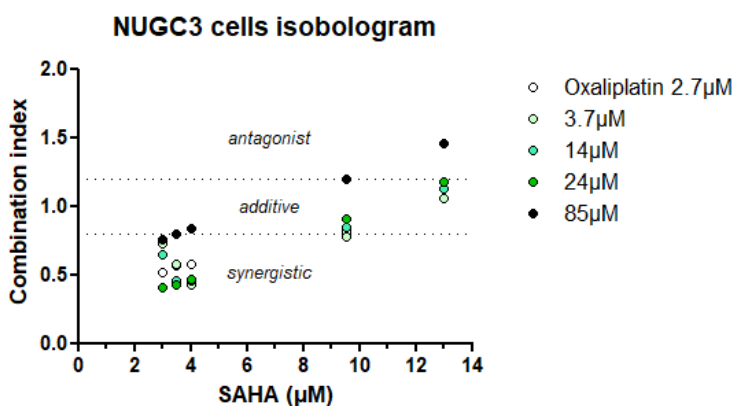 NUGC3 cells isobologram
2.0
1.5
1.0
0.5
0.0
Combination index
antagonist
additive
synergistic
0 2 4 6 8 10 12 14
SAHA (µM)
Oxaliplatin 2.7µM
3.7µM
14µM
24µM
85µM